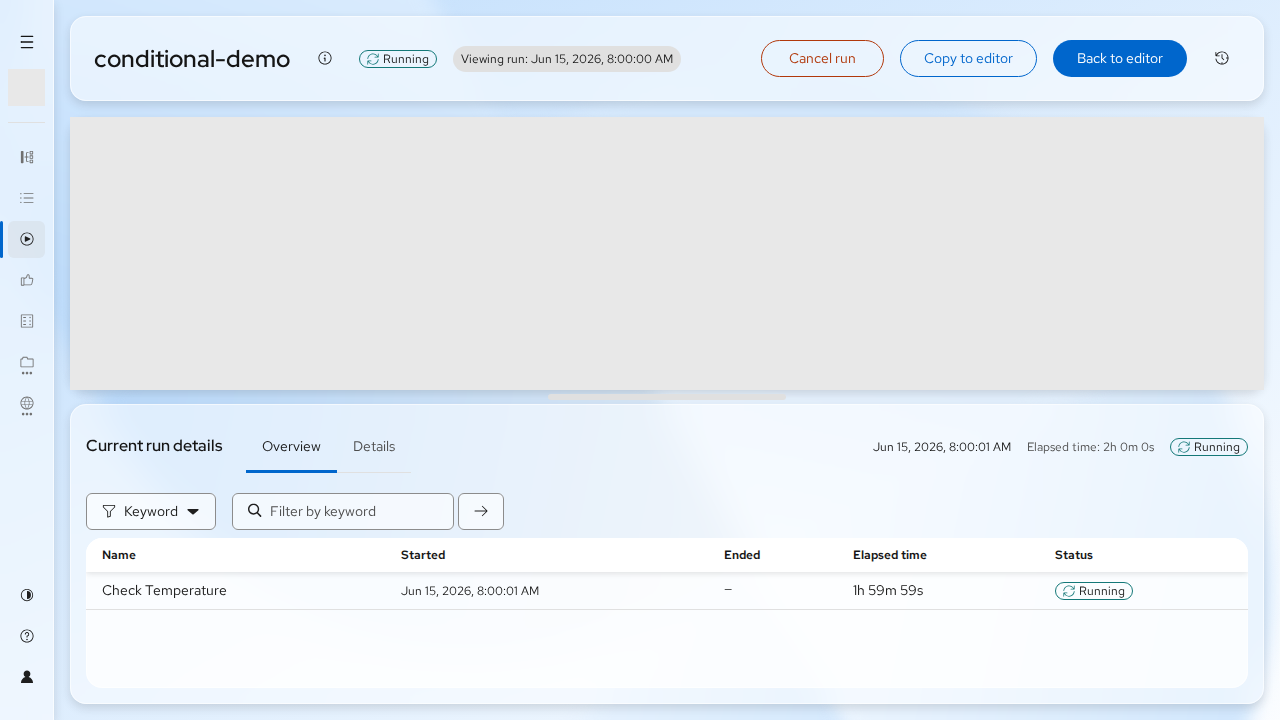 conditional-demo
Running
Viewing run: Jun 15, 2026, 8:00:00 AM
Cancel run
Copy to editor
Back to editor
Current run details
Overview
Details
Jun 15, 2026, 8:00:01 AM
Elapsed time: 2h 0m 0s
Running
Keyword
Filter by keyword
Name Started Ended Elapsed time Status
Check Temperature Jun 15, 2026, 8:00:01 AM – 1h 59m 59s Running